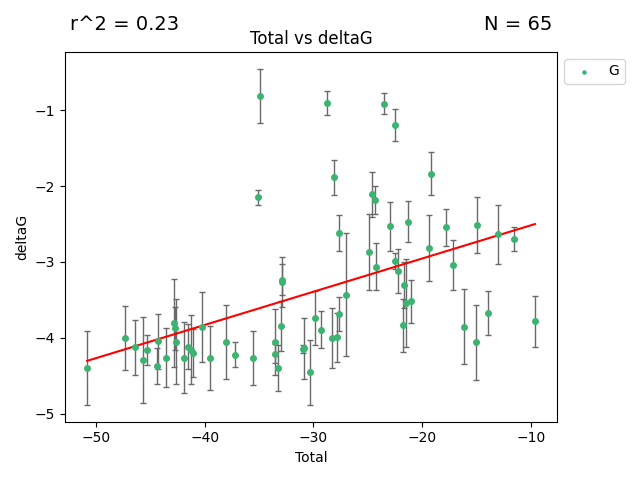 r^2 = 0.23
N = 65
Total vs deltaG
G
−1
−2
−3
−4
−5
deltaG
−50
−40
−30
−20
−10
Total